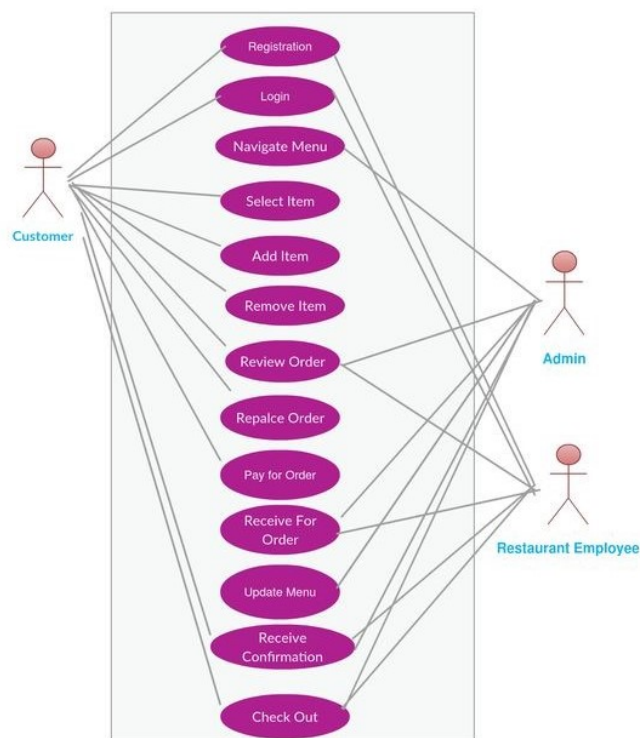 Registration
Login
Navigate Menu
Select Item
Customer
Add Item
Remove Item
Review Order
Admin
Repalce Order
Pay for Order
Receive For
Order
Restaurant Employee
Update Menu
Receive
Confirmation
Check Out